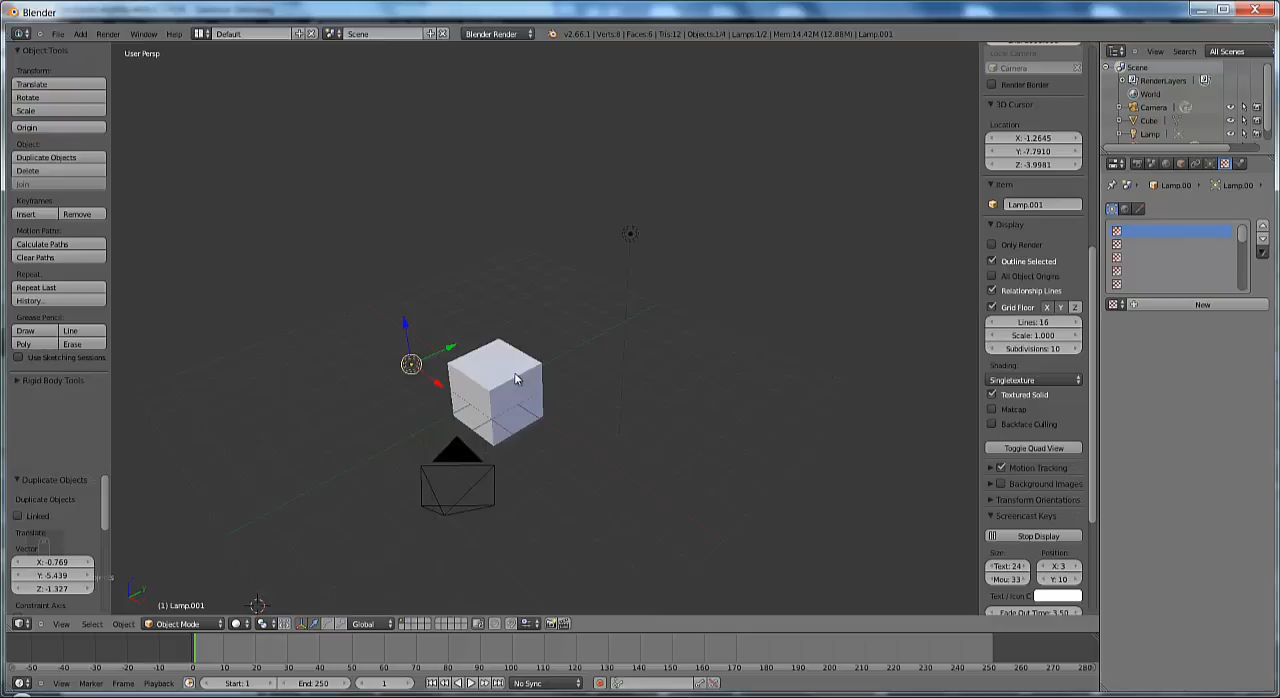 Blender
File Add Render Window Help Default Scene Blender Render v2.66.1 | Verts:8 | Faces:6 | Tris:12 | Objects:1/4 | Lamps:1/2 | Mem:14.42M (12.88M) | Lamp.001
Object Tools
Transform:
Translate
Rotate
Scale
Origin
Object:
Duplicate Objects
Delete
Join
Keyframes:
Insert Remove
Motion Paths:
Calculate Paths
Clear Paths
Repeat:
Repeat Last
History...
Grease Pencil:
Draw Line
Poly Erase
Use Sketching Sessions
Rigid Body Tools
Duplicate Objects
Duplicate Objects
Linked
Translate
Vector
X: -0.769
Y: -5.439
Z: -1.327
Constraint Axis
User Persp
(1) Lamp.001
Camera
Render Border
3D Cursor
Location:
X: -1.2645
Y: -7.7910
Z: -3.9981
Item
Lamp.001
Display
Only Render
Outline Selected
All Object Origins
Relationship Lines
Grid Floor X Y Z
Lines: 16
Scale: 1.000
Subdivisions: 10
Shading:
Singletexture
Textured Solid
Matcap
Backface Culling
Toggle Quad View
Motion Tracking
Background Images
Transform Orientations
Screencast Keys
Stop Display
Size: Position:
Text: 24 X: 3
Mou: 33 Y: 10
Text / Icon C
Fade Out Time: 3.50
View Search All Scenes
Scene
RenderLayers
World
Camera
Cube
Lamp
Lamp.00 Lamp.00
New
View Select Object Object Mode Global
-50 -40 -30 -20 -10 0 10 20 30 40 50 60 70 80 90 100 110 120 130 140 150 160 170 180 190 200 210 220 230 240 250 260 270 280
View Marker Frame Playback Start: 1 End: 250 1 No Sync